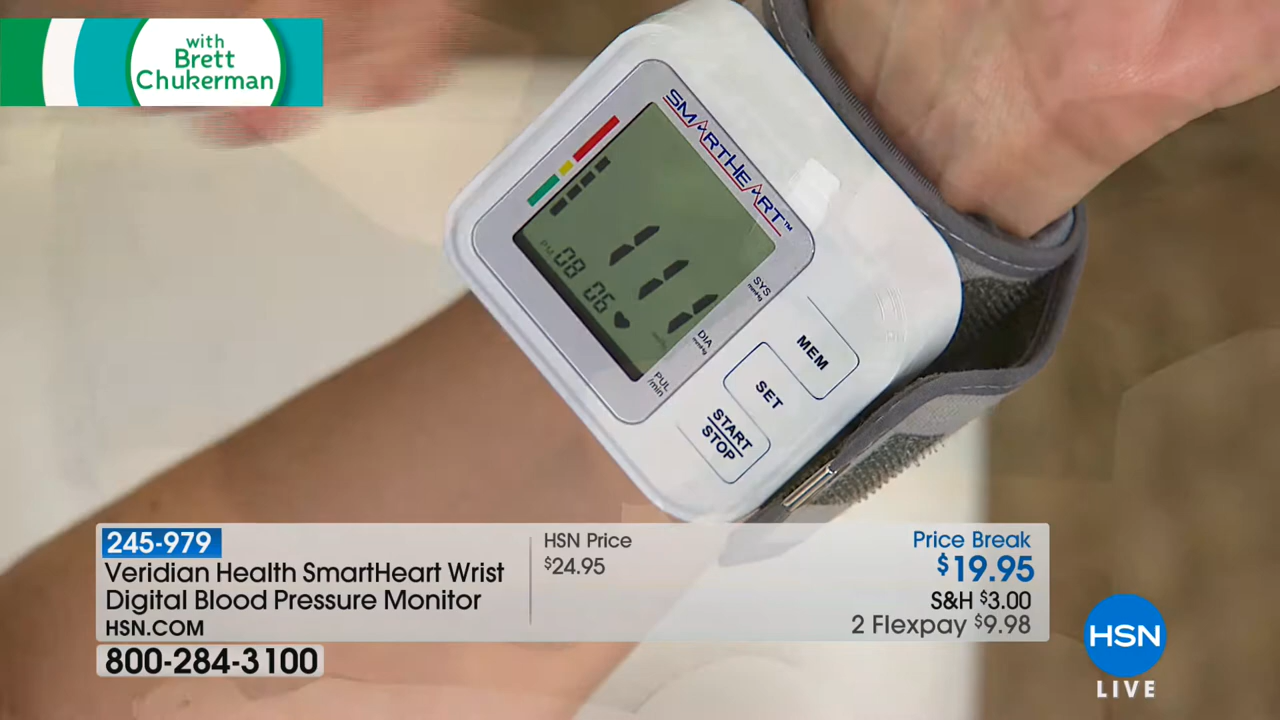 with
Brett
Chukerman
SMARTHEART™
111
PM
08 06
SYS
mmHg
DIA
mmHg
PUL
/min
MEM
SET
START
STOP
245-979
Veridian Health SmartHeart Wrist
Digital Blood Pressure Monitor
HSN.COM
800-284-3100
HSN Price
$24.95
Price Break
$19.95
S&H $3.00
2 Flexpay $9.98
HSN
LIVE